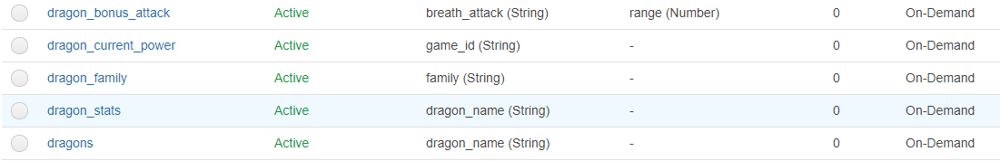 dragon_bonus_attack Active breath_attack (String) range (Number) 0 On-Demand
dragon_current_power Active game_id (String) - 0 On-Demand
dragon_family Active family (String) - 0 On-Demand
dragon_stats Active dragon_name (String) - 0 On-Demand
dragons Active dragon_name (String) - 0 On-Demand